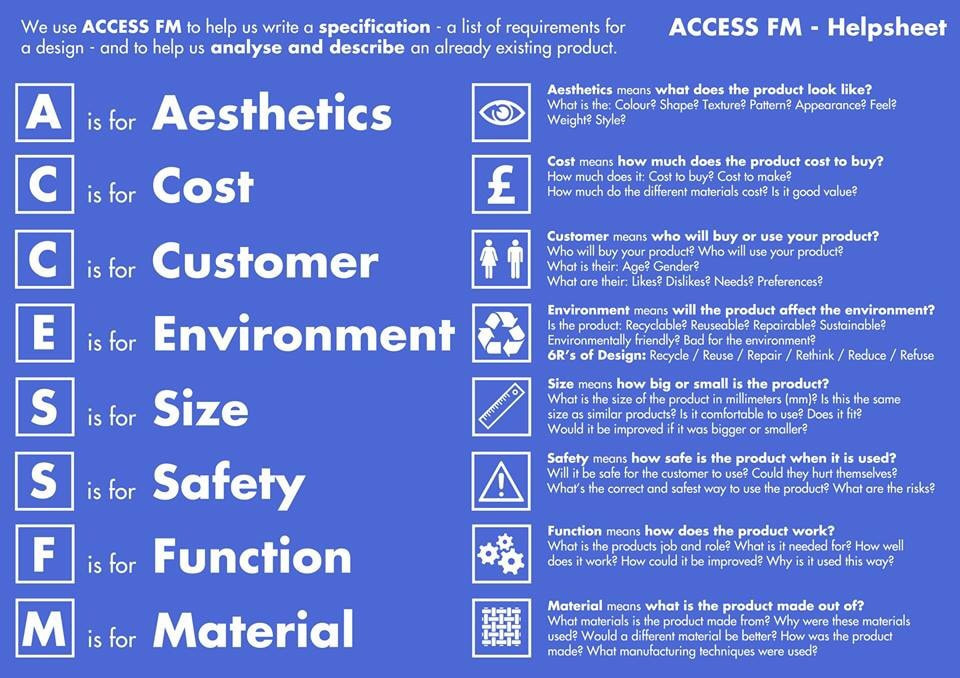 We use ACCESS FM to help us write a specification - a list of requirements for
a design - and to help us analyse and describe an already existing product.
ACCESS FM - Helpsheet
A is for Aesthetics
Aesthetics means what does the product look like?
What is the: Colour? Shape? Texture? Pattern? Appearance? Feel?
Weight? Style?
C is for Cost
£
Cost means how much does the product cost to buy?
How much does it: Cost to buy? Cost to make?
How much do the different materials cost? Is it good value?
C is for Customer
Customer means who will buy or use your product?
Who will buy your product? Who will use your product?
What is their: Age? Gender?
What are their: Likes? Dislikes? Needs? Preferences?
E is for Environment
Environment means will the product affect the environment?
Is the product: Recyclable? Reuseable? Repairable? Sustainable?
Environmentally friendly? Bad for the environment?
6R's of Design: Recycle / Reuse / Repair / Rethink / Reduce / Refuse
S is for Size
Size means how big or small is the product?
What is the size of the product in millimeters (mm)? Is this the same
size as similar products? Is it comfortable to use? Does it fit?
Would it be improved if it was bigger or smaller?
S is for Safety
Safety means how safe is the product when it is used?
Will it be safe for the customer to use? Could they hurt themselves?
What's the correct and safest way to use the product? What are the risks?
F is for Function
Function means how does the product work?
What is the products job and role? What is it needed for? How well
does it work? How could it be improved? Why is it used this way?
M is for Material
Material means what is the product made out of?
What materials is the product made from? Why were these materials
used? Would a different material be better? How was the product
made? What manufacturing techniques were used?